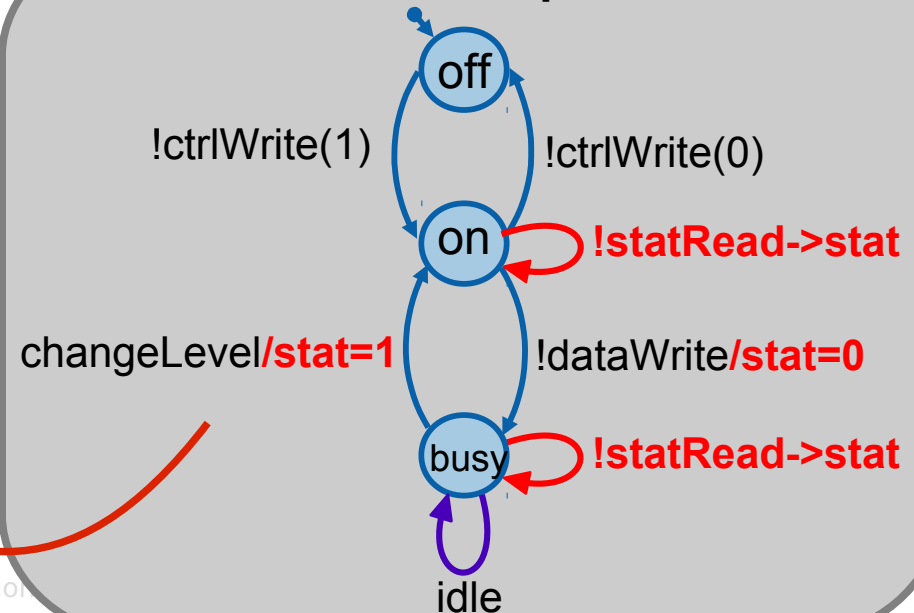 off
!ctrlWrite(1)
!ctrlWrite(0)
on
!statRead->stat
changeLevel/stat=1
!dataWrite/stat=0
busy
!statRead->stat
idle